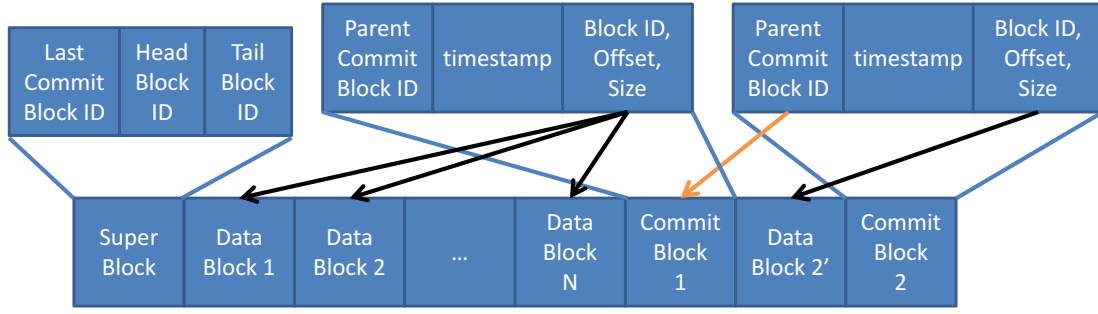 Last
Commit
Block ID
Head
Block
ID
Tail
Block
ID
Parent
Commit
Block ID
timestamp
Block ID,
Offset,
Size
Parent
Commit
Block ID
timestamp
Block ID,
Offset,
Size
Super
Block
Data
Block 1
Data
Block 2
...
Data
Block
N
Commit
Block
1
Data
Block 2’
Commit
Block
2